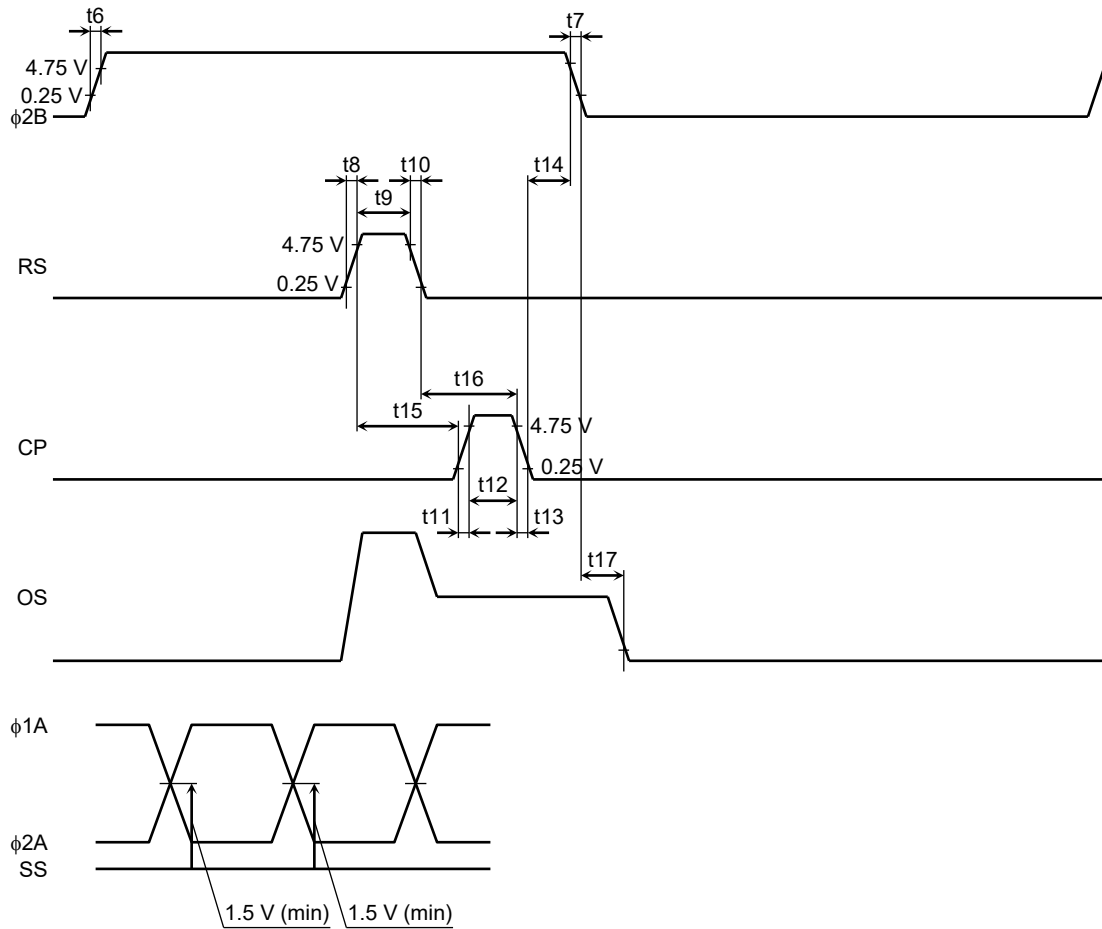 t6
t7
4.75 V
0.25 V
ϕ2B
t14
t8
t10
t9
4.75 V
RS
0.25 V
t16
t15
4.75 V
CP
0.25 V
t12
t11
t13
t17
OS
ϕ1A
ϕ2A
SS
1.5 V (min)
1.5 V (min)